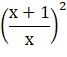 ((x + 1)/x)²